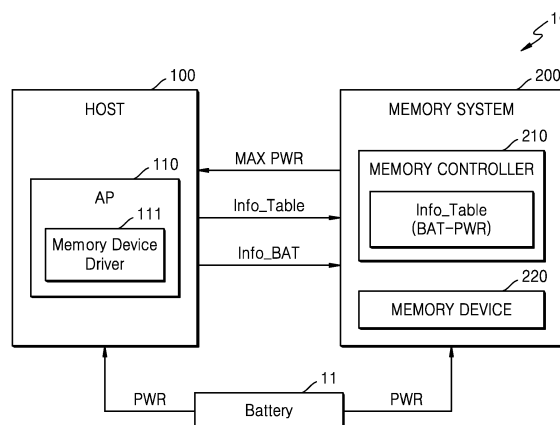 100
HOST
110
AP
111
Memory Device
Driver
MAX PWR
Info_Table
Info_BAT
200
MEMORY SYSTEM
210
MEMORY CONTROLLER
Info_Table
(BAT-PWR)
220
MEMORY DEVICE
11
PWR
Battery
PWR